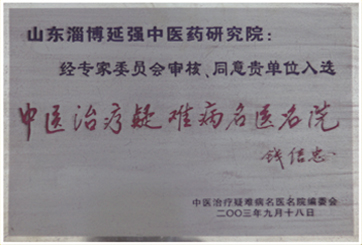 山东淄博延强中医药研究院：
经专家委员会审核、同意贵单位入选
中医治疗疑难病名医名院
钱信忠
中医治疗疑难病名医名院编委会
二〇〇三年九月十八日